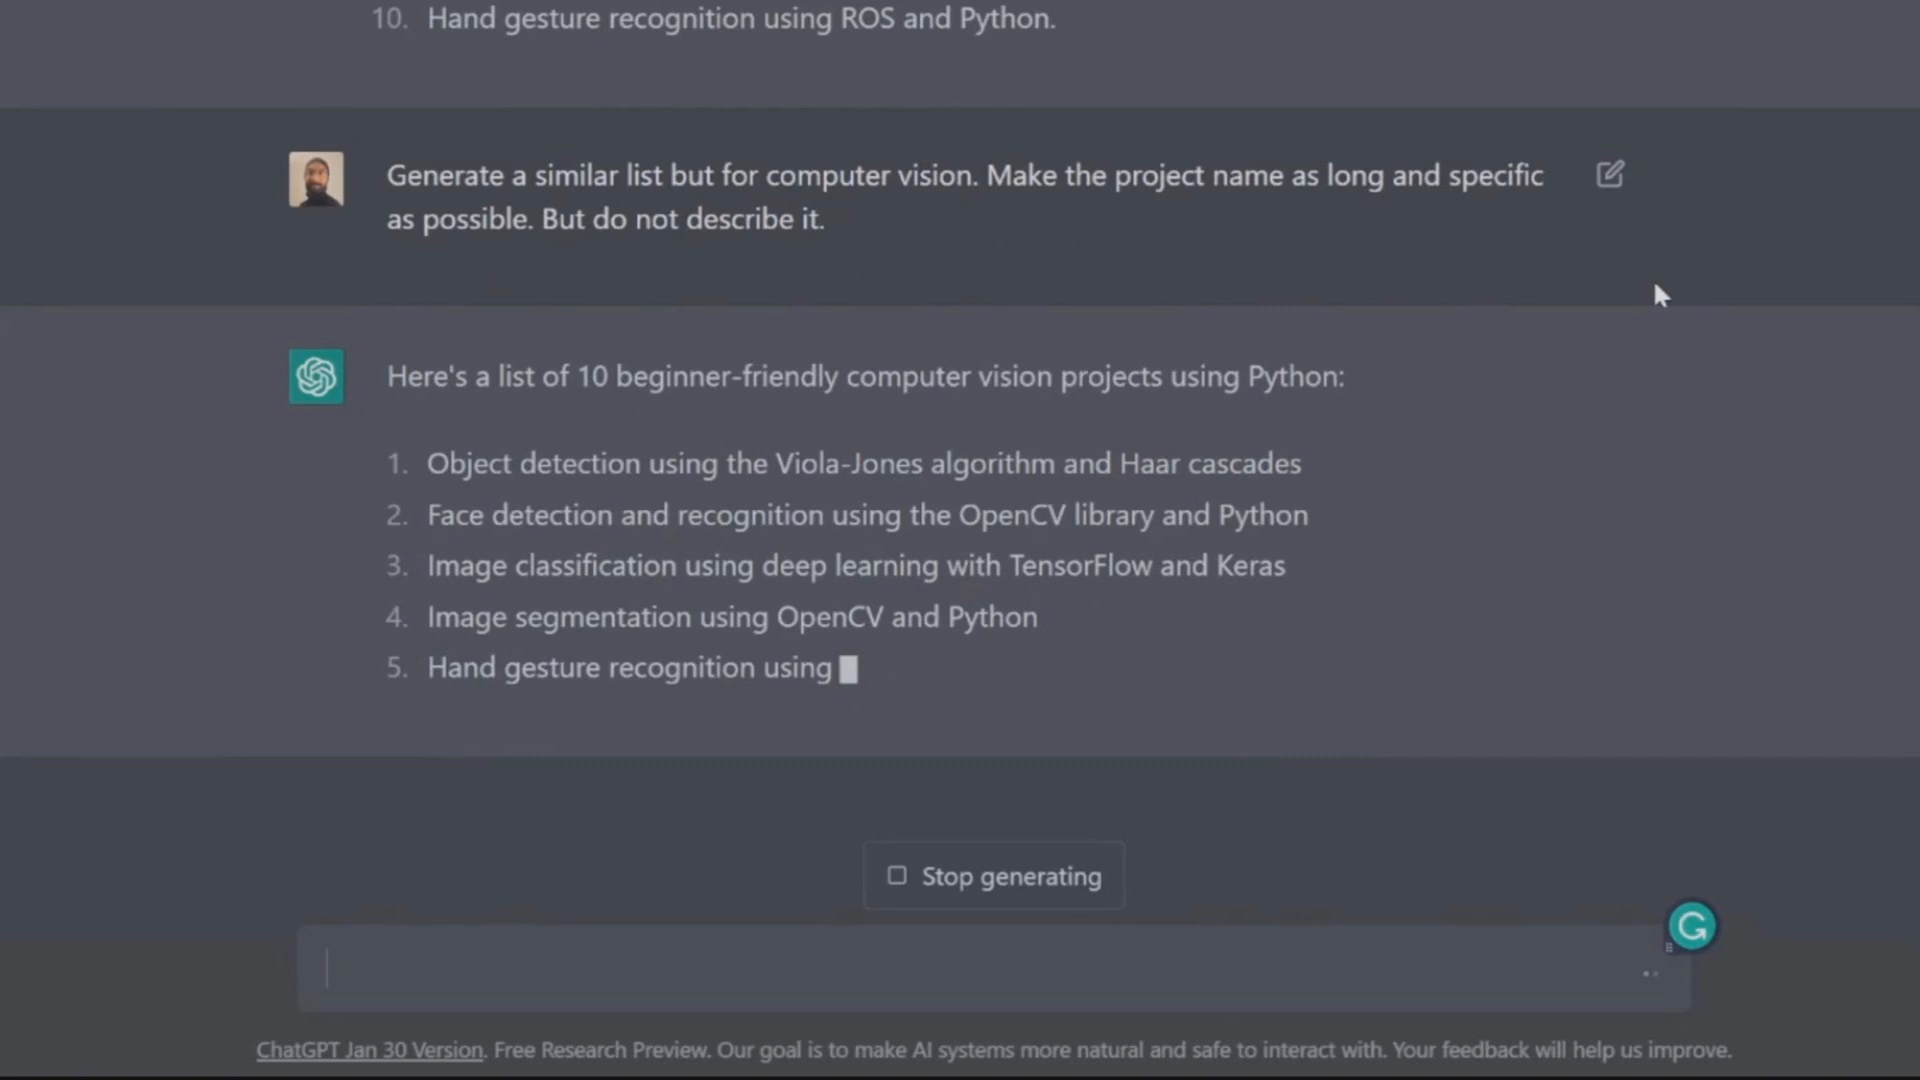 10. Hand gesture recognition using ROS and Python.
Generate a similar list but for computer vision. Make the project name as long and specific
as possible. But do not describe it.
Here's a list of 10 beginner-friendly computer vision projects using Python:
1. Object detection using the Viola-Jones algorithm and Haar cascades
2. Face detection and recognition using the OpenCV library and Python
3. Image classification using deep learning with TensorFlow and Keras
4. Image segmentation using OpenCV and Python
5. Hand gesture recognition using
Stop generating
ChatGPT Jan 30 Version. Free Research Preview. Our goal is to make AI systems more natural and safe to interact with. Your feedback will help us improve.